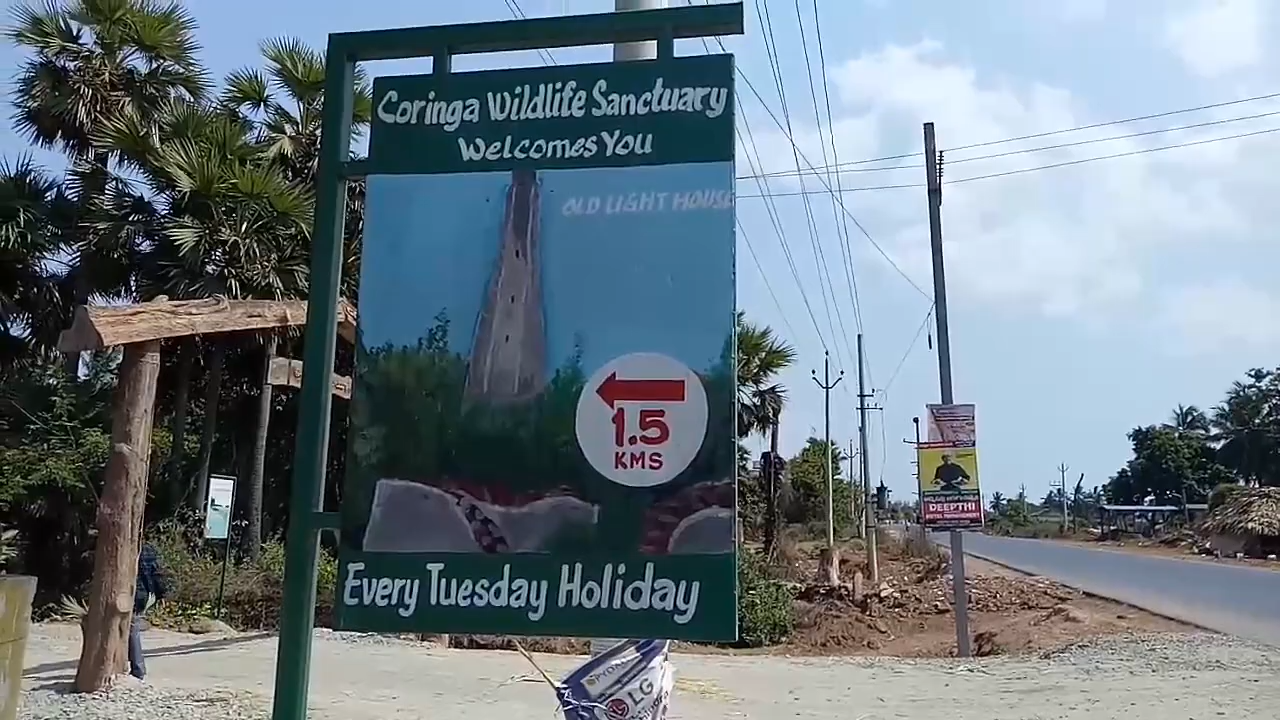 Coringa Wildlife Sanctuary
Welcomes You
OLD LIGHT HOUSE
1.5
KMS
Every Tuesday Holiday
DEEPTHI
LG